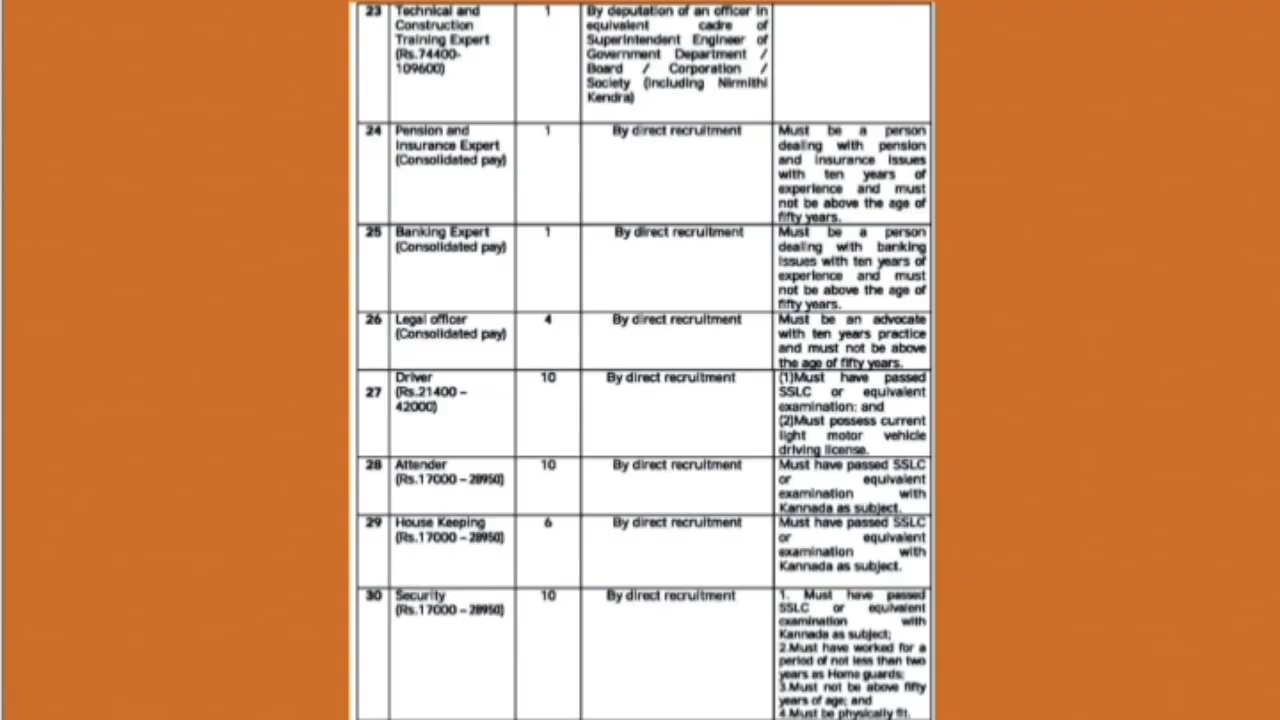 23
Technical and
Construction
Training Expert
(Rs.74400-
109600)
1
By deputation of an officer in
equivalent cadre of
Superintendent Engineer of
Government Department /
Board / Corporation /
Society (including Nirmithi
Kendra)
24
Pension and
Insurance Expert
(Consolidated pay)
1
By direct recruitment
Must be a person
dealing with pension
and insurance issues
with ten years of
experience and must
not be above the age of
fifty years.
25
Banking Expert
(Consolidated pay)
1
By direct recruitment
Must be a person
dealing with banking
issues with ten years of
experience and must
not be above the age of
fifty years.
26
Legal officer
(Consolidated pay)
4
By direct recruitment
Must be an advocate
with ten years practice
and must not be above
the age of fifty years.
27
Driver
(Rs.21400 –
42000)
10
By direct recruitment
(1)Must have passed
SSLC or equivalent
examination; and
(2)Must possess current
light motor vehicle
driving license.
28
Attender
(Rs.17000 – 28950)
10
By direct recruitment
Must have passed SSLC
or equivalent
examination with
Kannada as subject.
29
House Keeping
(Rs.17000 – 28950)
6
By direct recruitment
Must have passed SSLC
or equivalent
examination with
Kannada as subject.
30
Security
(Rs.17000 – 28950)
10
By direct recruitment
1. Must have passed
SSLC or equivalent
examination with
Kannada as subject;
2.Must have worked for a
period of not less than two
years as Home guards;
3.Must not be above fifty
years of age; and
4.Must be physically fit.